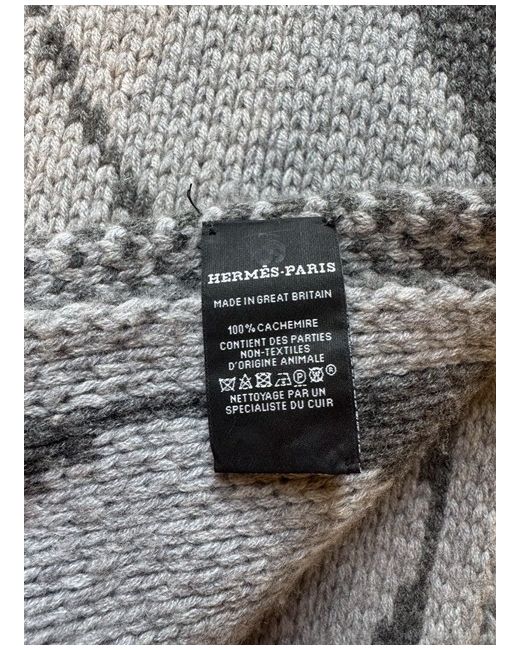 HERMÈS-PARIS
MADE IN GREAT BRITAIN
100% CACHEMIRE
CONTIENT DES PARTIES
NON-TEXTILES
D'ORIGINE ANIMALE
P W ®
NETTOYAGE PAR UN
SPECIALISTE DU CUIR